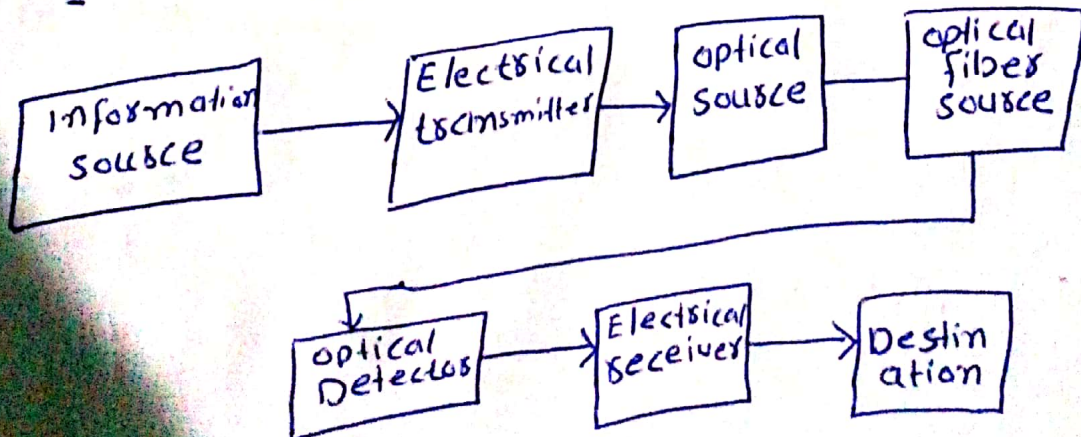 Information
source
Electrical
transmitter
optical
source
optical
fiber
source
optical
Detector
Electrical
receiver
Destin
ation